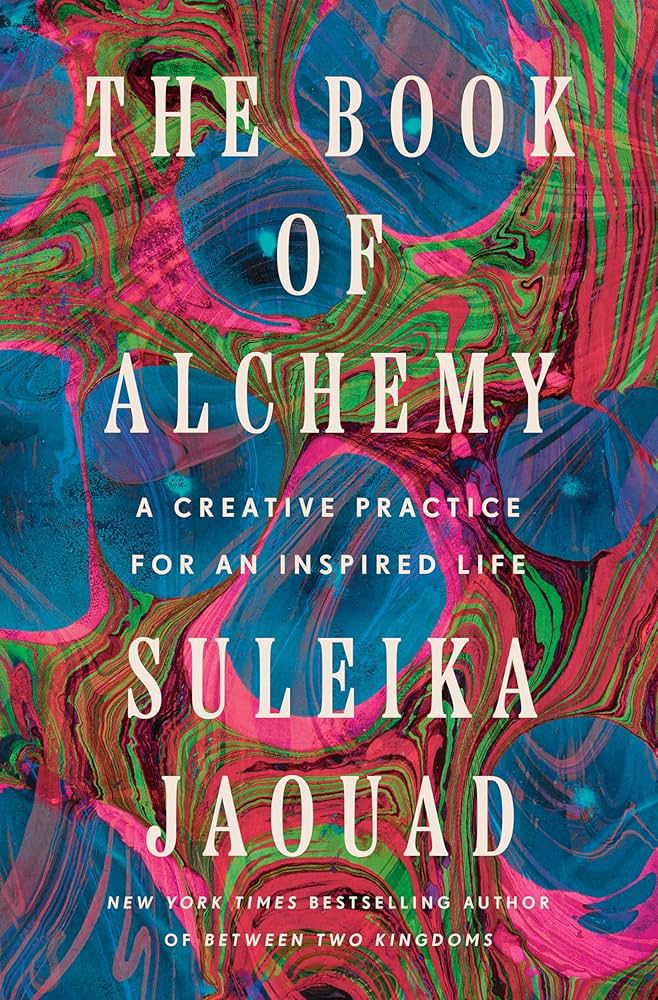 THE BOOK
OF
ALCHEMY
A CREATIVE PRACTICE
FOR AN INSPIRED LIFE
SULEIKA
JAOUAD
NEW YORK TIMES BESTSELLING AUTHOR
OF BETWEEN TWO KINGDOMS